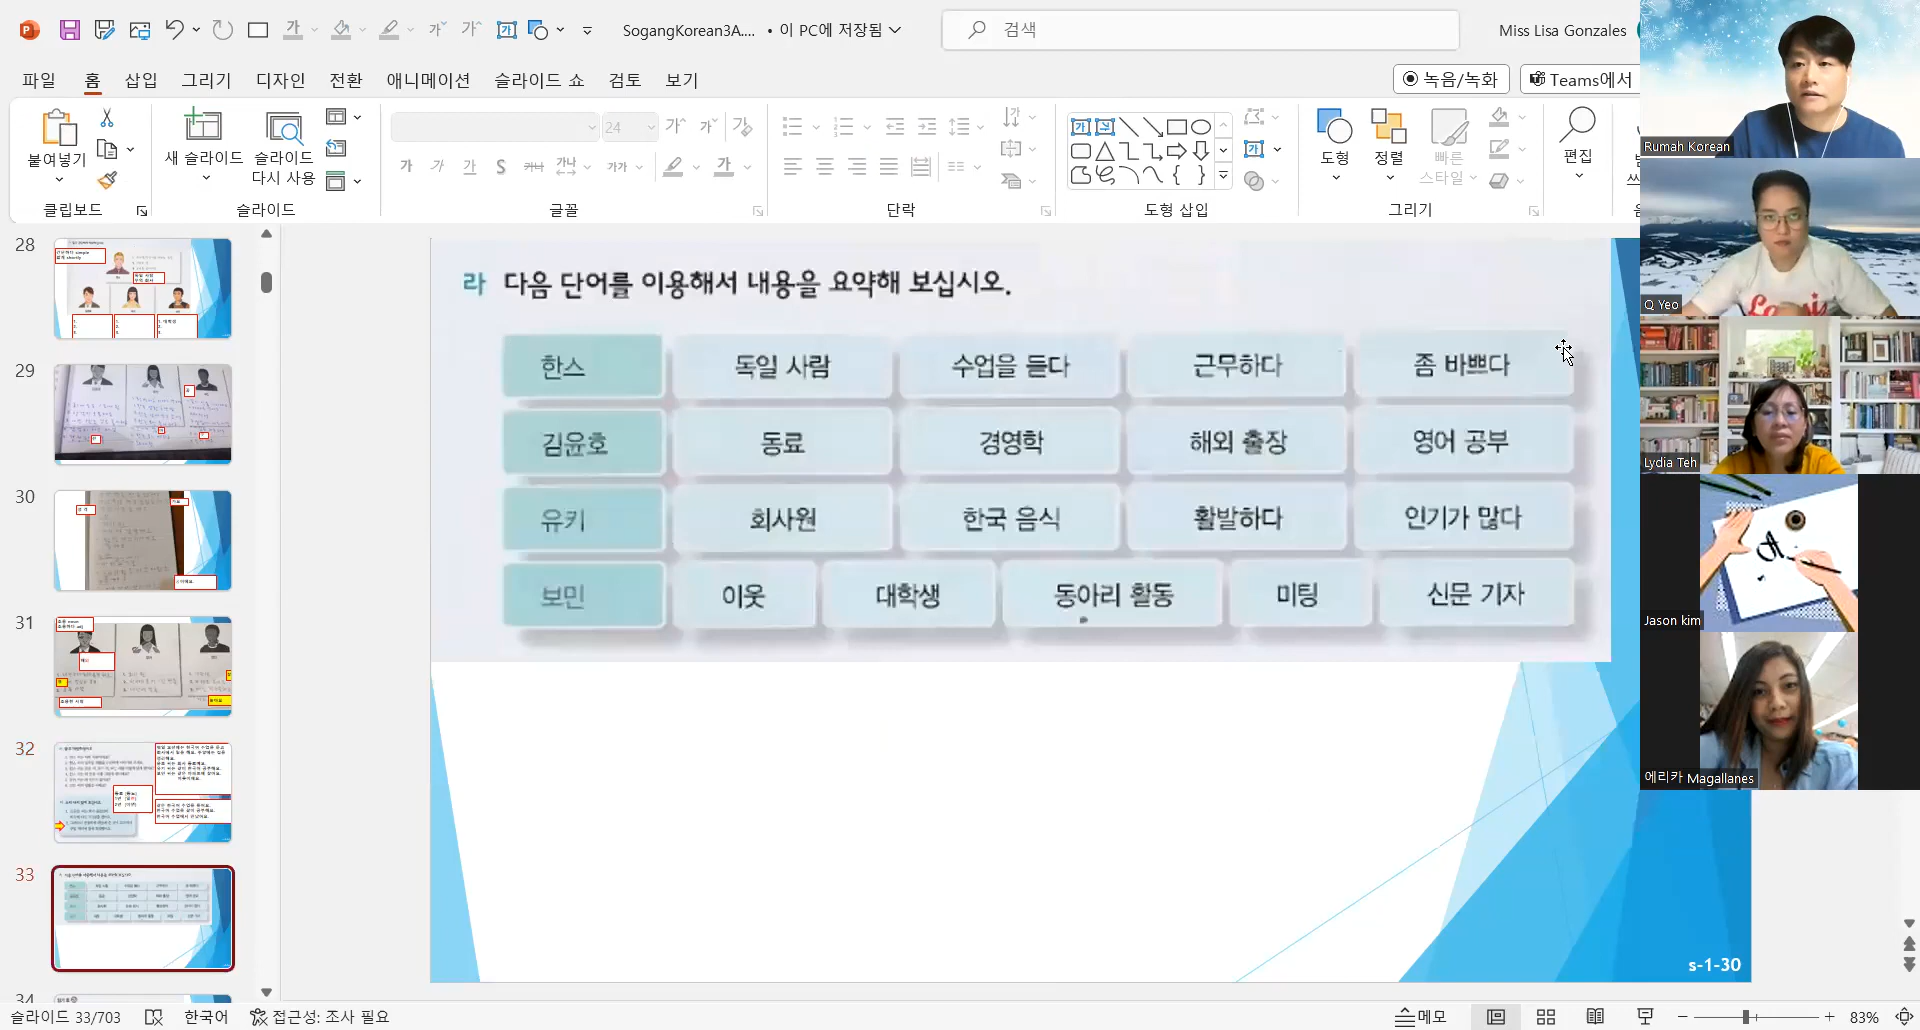 SogangKorean3A.... • 이 PC에 저장됨
검색
Miss Lisa Gonzales
파일 홈 삽입 그리기 디자인 전환 애니메이션 슬라이드 쇼 검토 보기
녹음/녹화
Teams에서
붙여넣기
새 슬라이드
슬라이드
다시 사용
24
도형
정렬
빠른
스타일
편집
클립보드
슬라이드
글꼴
단락
도형 삽입
그리기
28
29
30
31
32
33
34
라 다음 단어를 이용해서 내용을 요약해 보십시오.
한스 독일 사람 수업을 듣다 근무하다 좀 바쁘다
김윤호 동료 경영학 해외 출장 영어 공부
유키 회사원 한국 음식 활발하다 인기가 많다
보민 이웃 대학생 동아리 활동 미팅 신문 기자
s-1-30
Rumah Korean
Q Yeo
Lydia Teh
Jason kim
에리카 Magallanes
슬라이드 33/703
한국어
접근성: 조사 필요
메모
83%